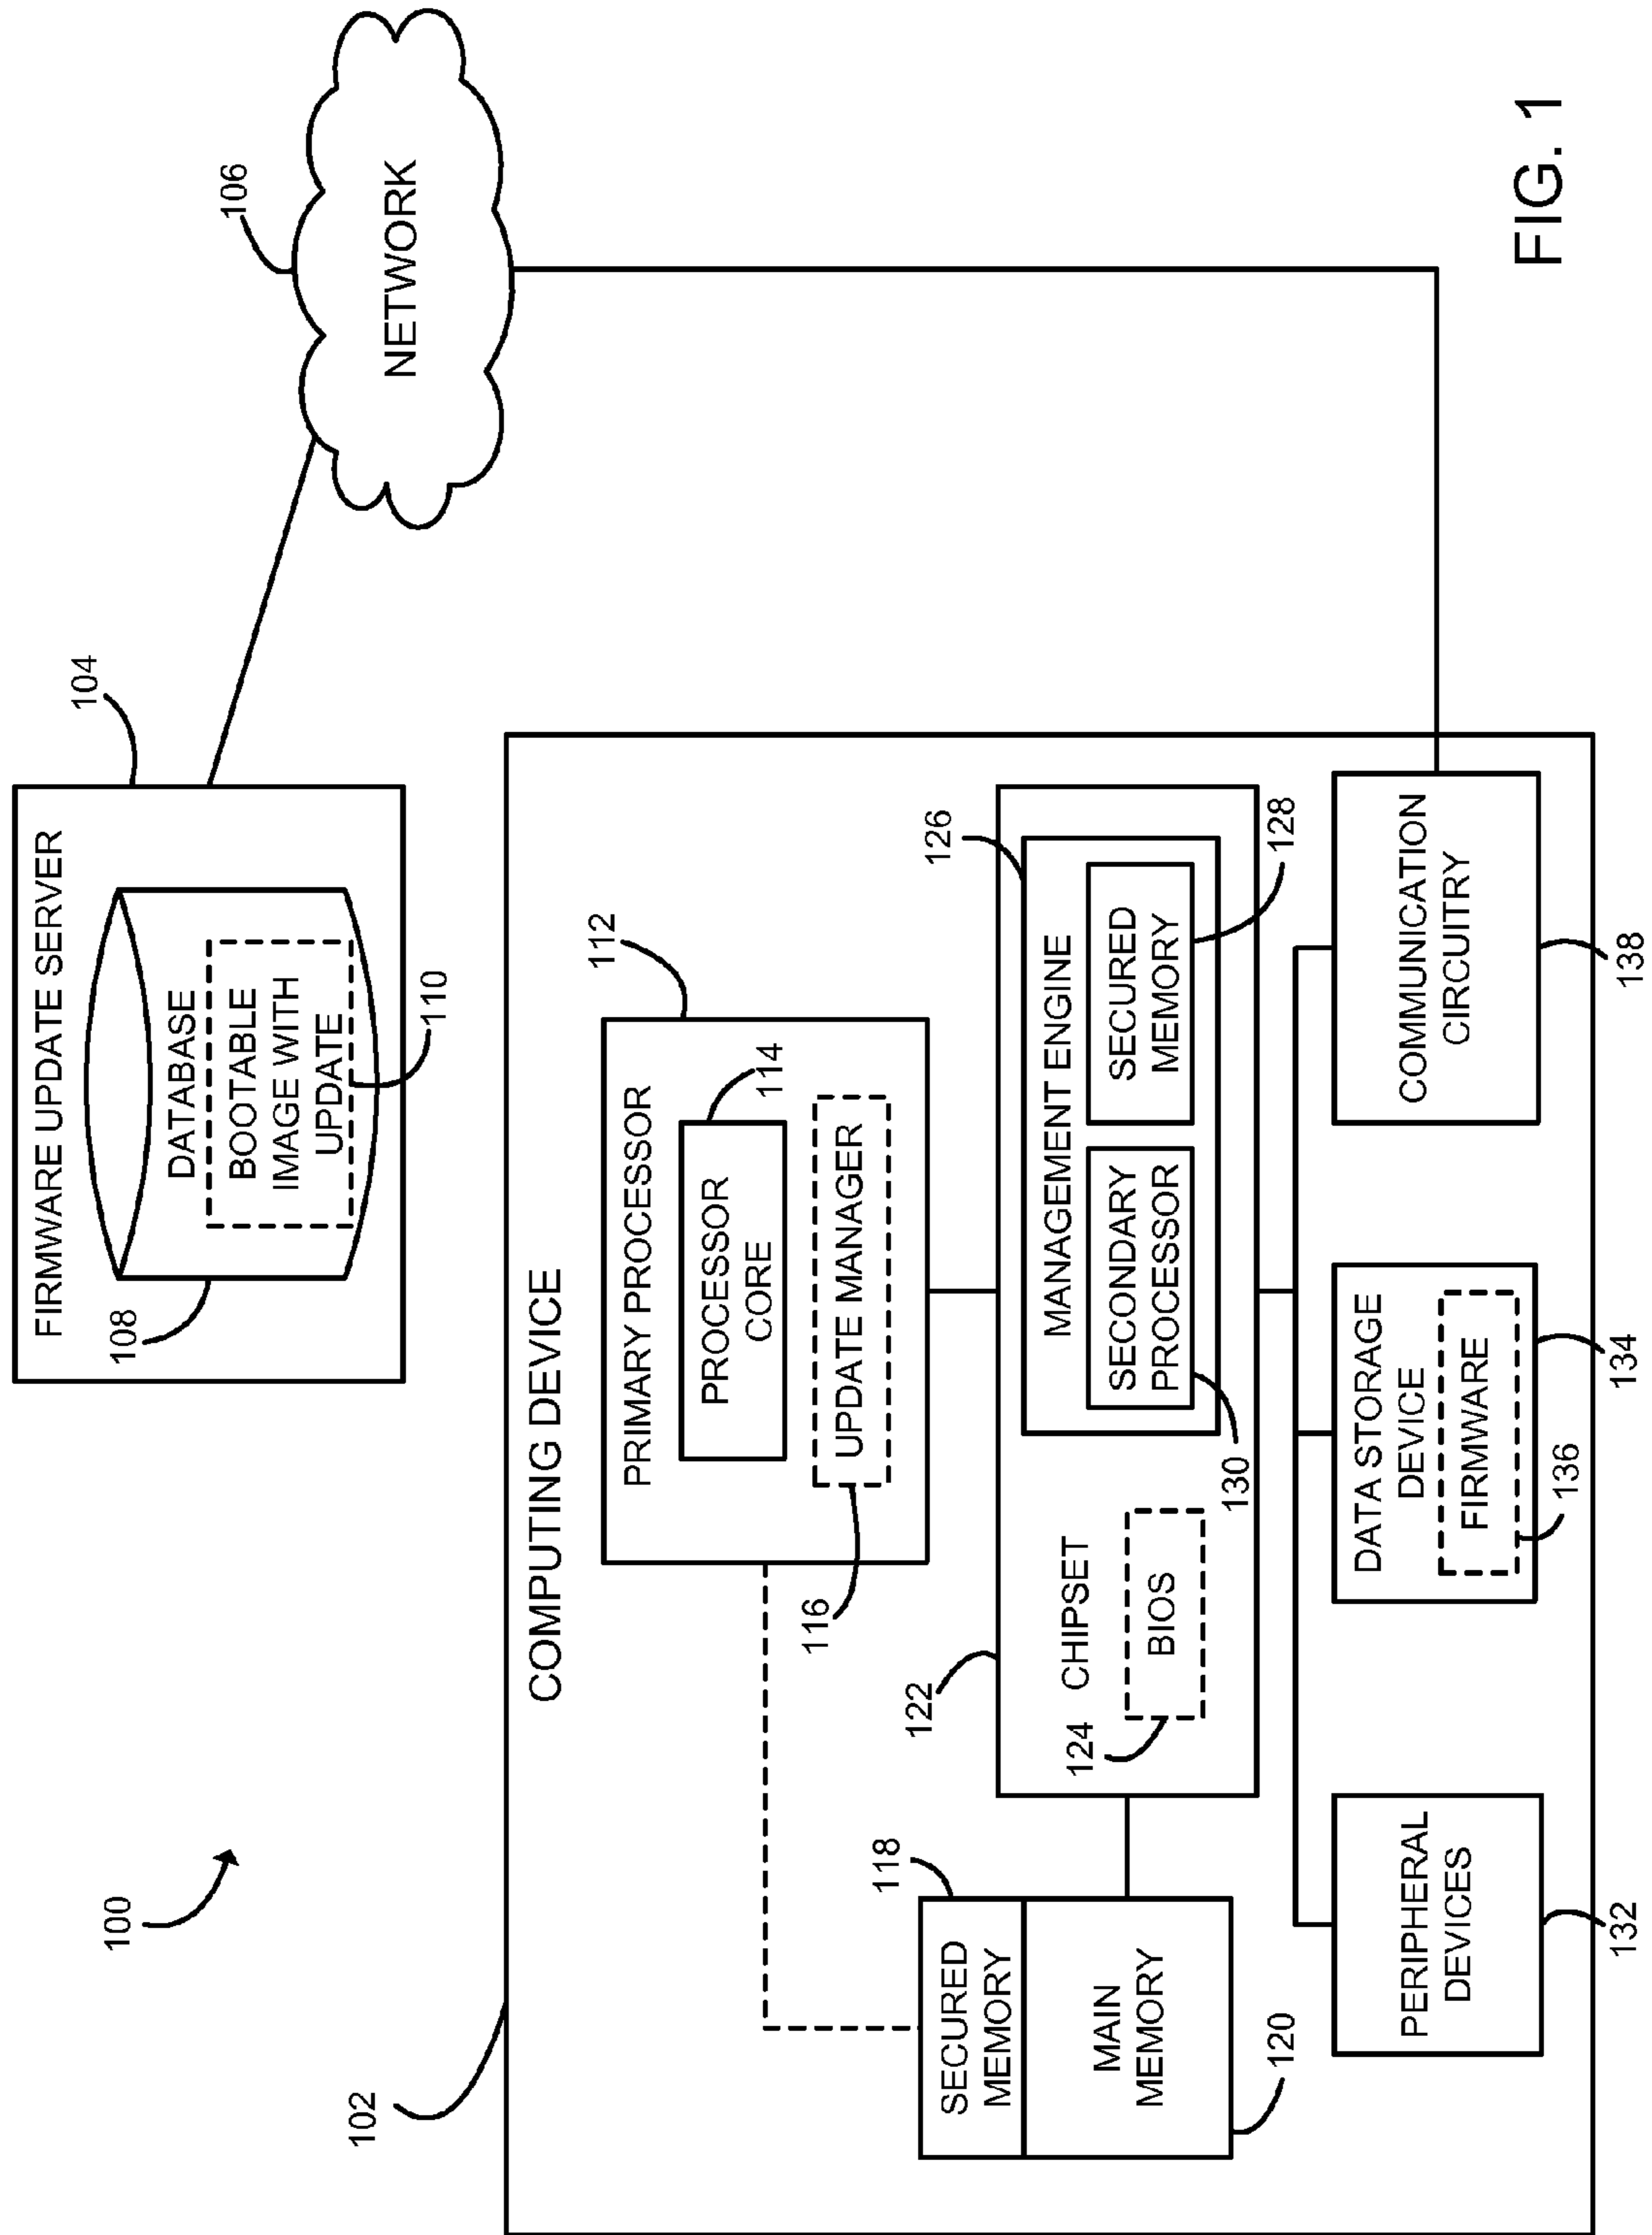 100
FIRMWARE UPDATE SERVER
104
108
DATABASE
BOOTABLE
IMAGE WITH
UPDATE
110
106
NETWORK
102
COMPUTING DEVICE
PRIMARY PROCESSOR
112
PROCESSOR
CORE
114
UPDATE MANAGER
116
SECURED
MEMORY
118
MAIN
MEMORY
120
122
CHIPSET
124
BIOS
MANAGEMENT ENGINE
126
SECONDARY
PROCESSOR
130
SECURED
MEMORY
128
PERIPHERAL
DEVICES
132
DATA STORAGE
DEVICE
FIRMWARE
136
134
COMMUNICATION
CIRCUITRY
138
FIG. 1